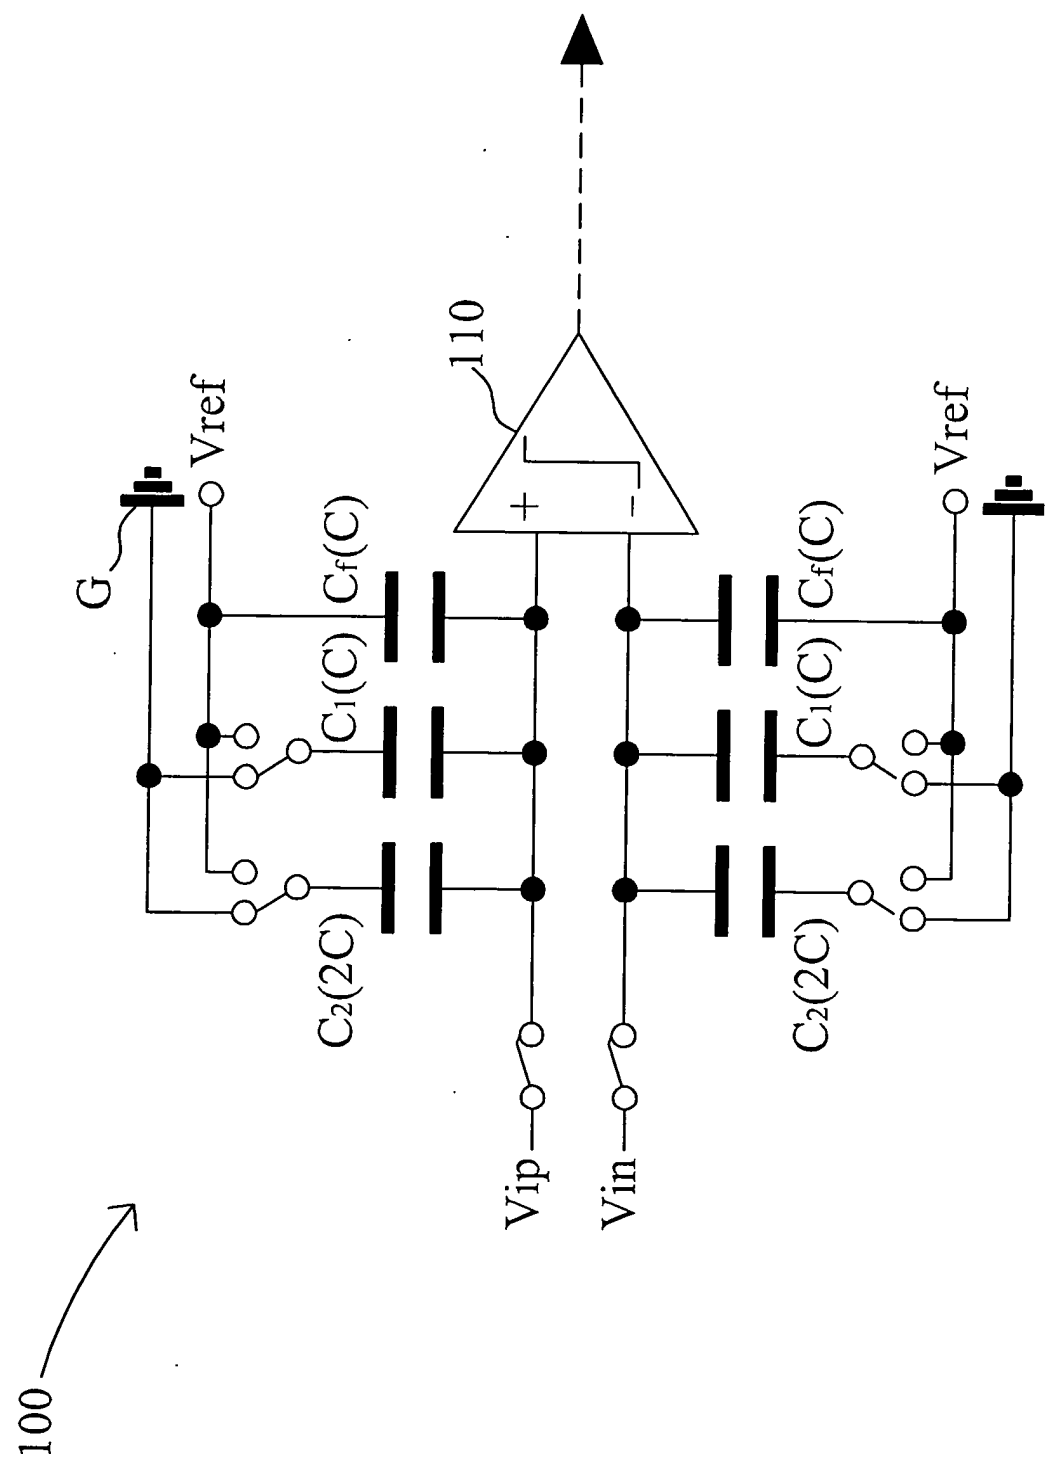 100
G
Vref
C₂(2C)
C₁(C)
Cf(C)
110
Vip
+
Vin
-
C₂(2C)
C₁(C)
Cf(C)
Vref